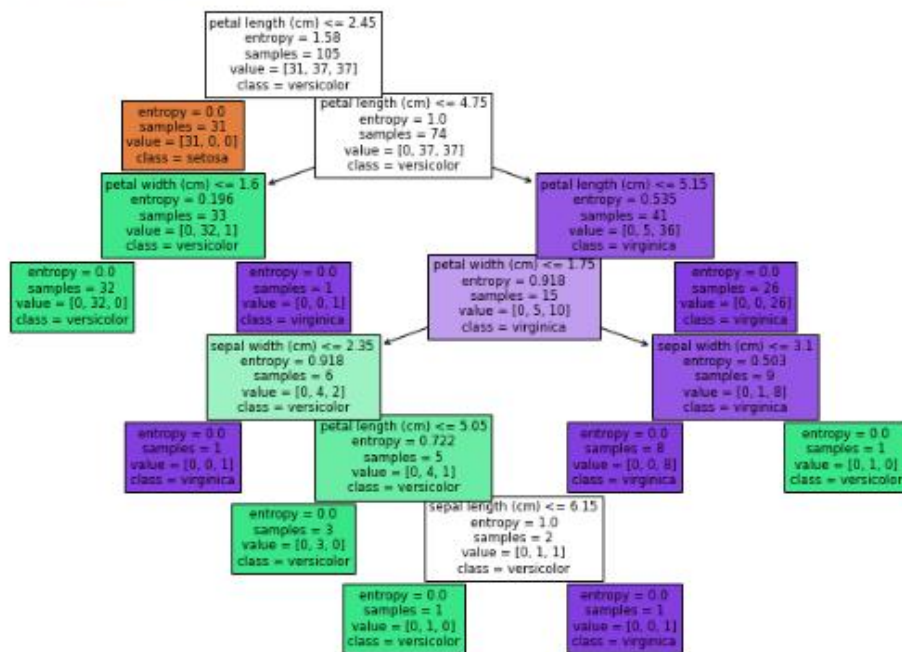 petal length (cm) <= 2.45
entropy = 1.58
samples = 105
value = [31, 37, 37]
class = versicolor
entropy = 0.0
samples = 31
value = [31, 0, 0]
class = setosa
petal length (cm) <= 4.75
entropy = 1.0
samples = 74
value = [0, 37, 37]
class = versicolor
petal width (cm) <= 1.6
entropy = 0.196
samples = 33
value = [0, 32, 1]
class = versicolor
petal length (cm) <= 5.15
entropy = 0.535
samples = 41
value = [0, 5, 36]
class = virginica
entropy = 0.0
samples = 32
value = [0, 32, 0]
class = versicolor
entropy = 0.0
samples = 1
value = [0, 0, 1]
class = virginica
petal width (cm) <= 1.75
entropy = 0.918
samples = 15
value = [0, 5, 10]
class = virginica
entropy = 0.0
samples = 26
value = [0, 0, 26]
class = virginica
sepal width (cm) <= 2.35
entropy = 0.918
samples = 6
value = [0, 4, 2]
class = versicolor
sepal width (cm) <= 3.1
entropy = 0.503
samples = 9
value = [0, 1, 8]
class = virginica
entropy = 0.0
samples = 1
value = [0, 0, 1]
class = virginica
petal length (cm) <= 5.05
entropy = 0.722
samples = 5
value = [0, 4, 1]
class = versicolor
entropy = 0.0
samples = 8
value = [0, 0, 8]
class = virginica
entropy = 0.0
samples = 1
value = [0, 1, 0]
class = versicolor
entropy = 0.0
samples = 3
value = [0, 3, 0]
class = versicolor
sepal length (cm) <= 6.15
entropy = 1.0
samples = 2
value = [0, 1, 1]
class = versicolor
entropy = 0.0
samples = 1
value = [0, 1, 0]
class = versicolor
entropy = 0.0
samples = 1
value = [0, 0, 1]
class = virginica